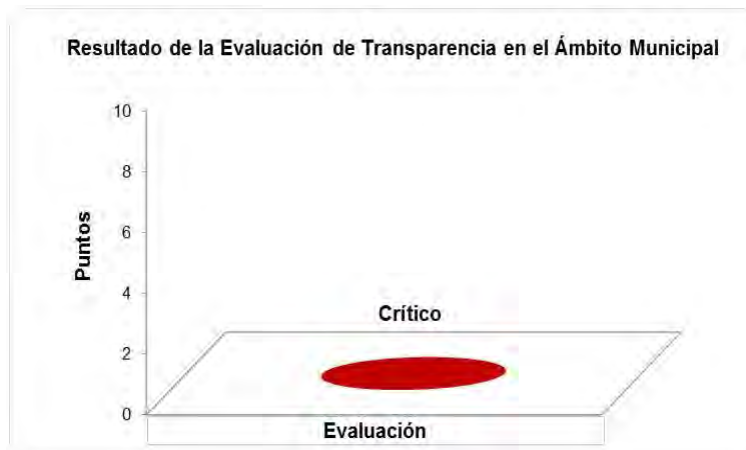 Resultado de la Evaluación de Transparencia en el Ámbito Municipal
10
8
6
4
2
0
Puntos
Crítico
Evaluación